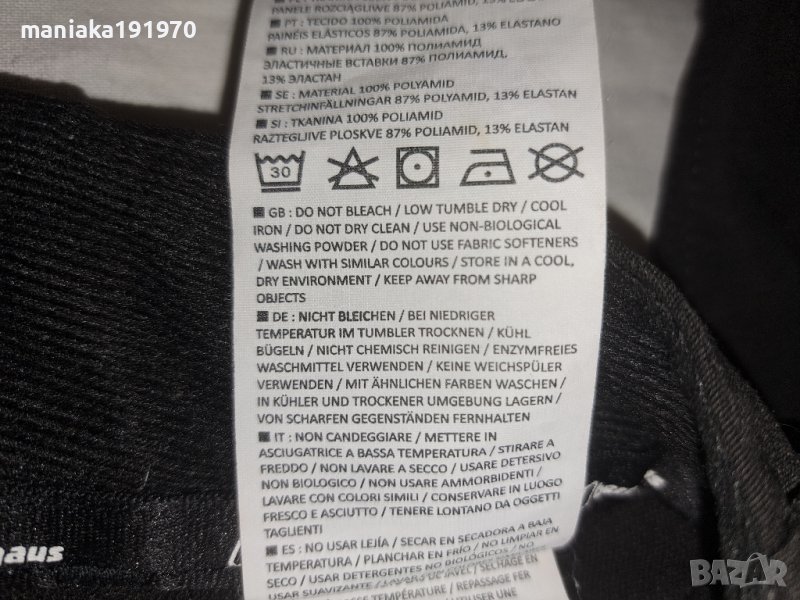 maniaka191970
PANELE ROZCIĄGLIWE 87% POLIAMID, 13%
PT : TECIDO 100% POLIAMIDA
PAINÉIS ELÁSTICOS 87% POLIAMIDA, 13% ELASTANO
RU : МАТЕРИАЛ 100% ПОЛИАМИД
ЭЛАСТИЧНЫЕ ВСТАВКИ 87% ПОЛИАМИД,
13% ЭЛАСТАН
SE : MATERIAL 100% POLYAMID
STRETCHINFÄLLNINGAR 87% POLYAMID, 13% ELASTAN
SI : TKANINA 100% POLIAMID
RAZTEGLJIVE PLOSKVE 87% POLIAMID, 13% ELASTAN
30
GB : DO NOT BLEACH / LOW TUMBLE DRY / COOL
IRON / DO NOT DRY CLEAN / USE NON-BIOLOGICAL
WASHING POWDER / DO NOT USE FABRIC SOFTENERS
/ WASH WITH SIMILAR COLOURS / STORE IN A COOL,
DRY ENVIRONMENT / KEEP AWAY FROM SHARP
OBJECTS
DE : NICHT BLEICHEN / BEI NIEDRIGER
TEMPERATUR IM TUMBLER TROCKNEN / KÜHL
BÜGELN / NICHT CHEMISCH REINIGEN / ENZYMFREIES
WASCHMITTEL VERWENDEN / KEINE WEICHSPÜLER
VERWENDEN / MIT ÄHNLICHEN FARBEN WASCHEN /
IN KÜHLER UND TROCKENER UMGEBUNG LAGERN /
VON SCHARFEN GEGENSTÄNDEN FERNHALTEN
IT : NON CANDEGGIARE / METTERE IN
ASCIUGATRICE A BASSA TEMPERATURA / STIRARE A
FREDDO / NON LAVARE A SECCO / USARE DETERSIVO
NON BIOLOGICO / NON USARE AMMORBIDENTI /
LAVARE CON COLORI SIMILI / CONSERVARE IN LUOGO
FRESCO E ASCIUTTO / TENERE LONTANO DA OGGETTI
TAGLIENTI
haus
ES : NO USAR LEJÍA / SECAR EN SECADORA A BAJA
TEMPERATURA / PLANCHAR EN FRÍO / NO LIMPIAR EN
SECO / USAR DETERGENTES NO BIOLÓGICOS / NO
USAR SUAVIZANTE /
SSE TEMPÉRATURE / REPASSAGE FER
UTILISER UNE
BAZAR